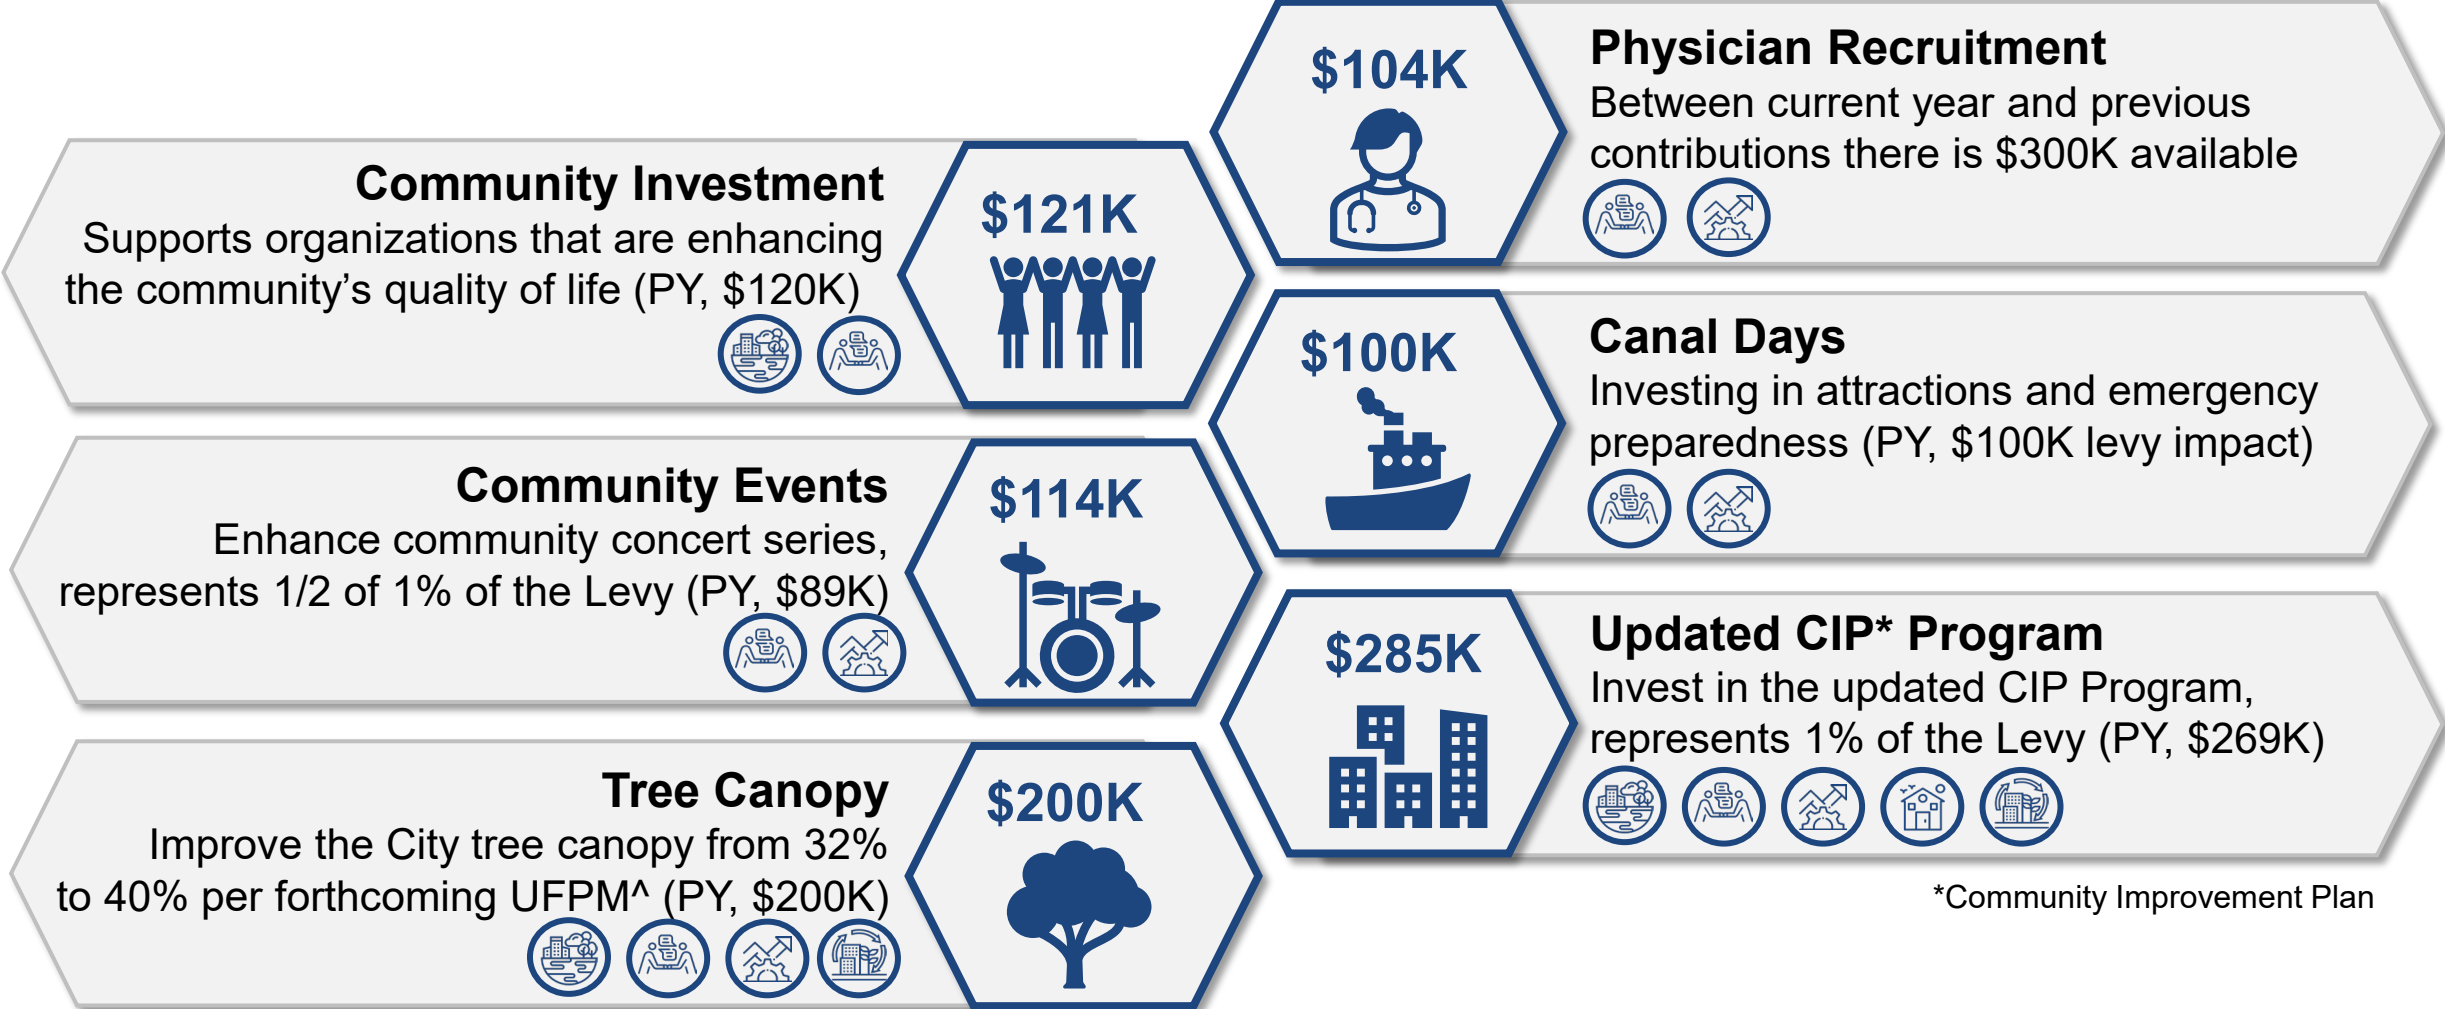 Community Investment
Supports organizations that are enhancing
the community’s quality of life (PY, $120K)
$121K
Community Events
Enhance community concert series,
represents 1/2 of 1% of the Levy (PY, $89K)
$114K
Tree Canopy
Improve the City tree canopy from 32%
to 40% per forthcoming UFPM^ (PY, $200K)
$200K
$104K
Physician Recruitment
Between current year and previous
contributions there is $300K available
$100K
Canal Days
Investing in attractions and emergency
preparedness (PY, $100K levy impact)
$285K
Updated CIP* Program
Invest in the updated CIP Program,
represents 1% of the Levy (PY, $269K)
*Community Improvement Plan